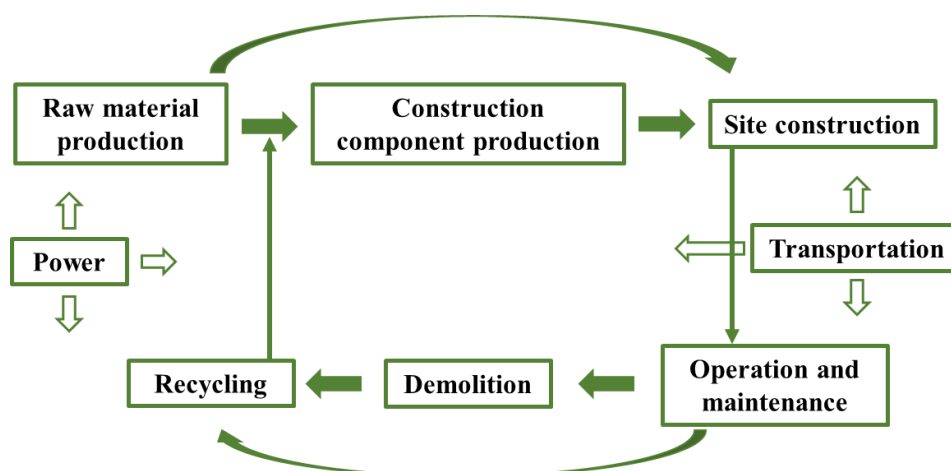 Raw material
production
Construction
component production
Site construction
Power
Transportation
Recycling
Demolition
Operation and
maintenance